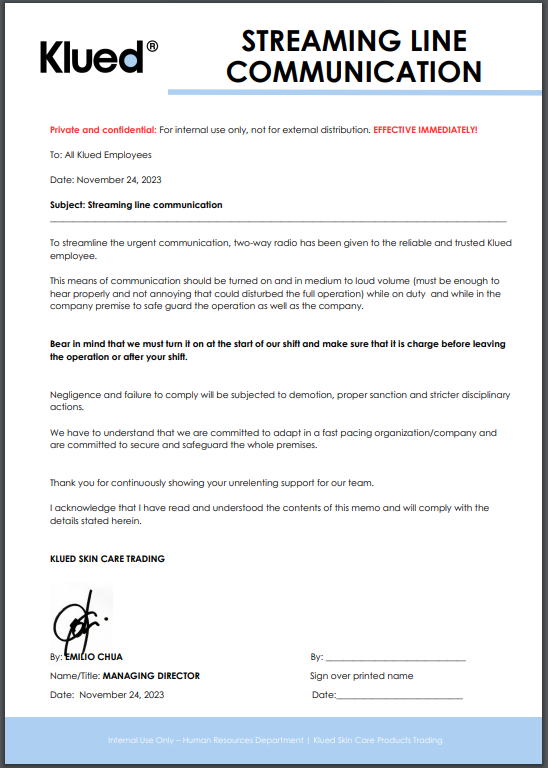 Klued®
STREAMING LINE
COMMUNICATION
Private and confidential: For internal use only, not for external distribution. EFFECTIVE IMMEDIATELY!
To: All Klued Employees
Date: November 24, 2023
Subject: Streaming line communication
To streamline the urgent communication, two-way radio has been given to the reliable and trusted Klued
employee.
This means of communication should be turned on and in medium to loud volume (must be enough to
hear properly and not annoying that could disturbed the full operation) while on duty and while in the
company premise to safe guard the operation as well as the company.
Bear in mind that we must turn it on at the start of our shift and make sure that it is charge before leaving
the operation or after your shift.
Negligence and failure to comply will be subjected to demotion, proper sanction and stricter disciplinary
actions.
We have to understand that we are committed to adapt in a fast pacing organization/company and
are committed to secure and safeguard the whole premises.
Thank you for continuously showing your unrelenting support for our team.
I acknowledge that I have read and understood the contents of this memo and will comply with the
details stated herein.
KLUED SKIN CARE TRADING
By: EMILIO CHUA
By: ____________________________
Name/Title: MANAGING DIRECTOR
Sign over printed name
Date: November 24, 2023
Date:_________________________
Internal Use Only – Human Resources Department | Klued Skin Care Products Trading